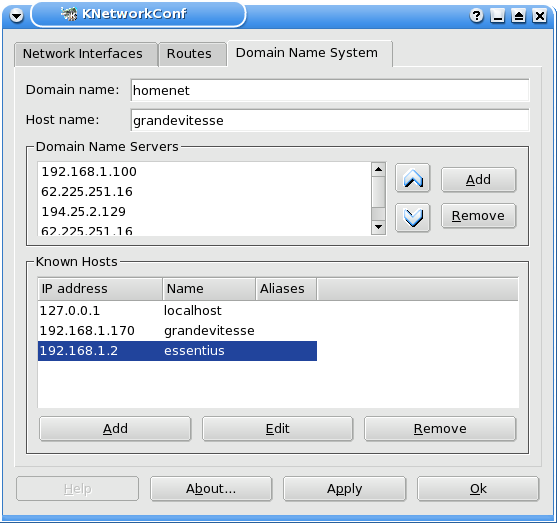 KNetworkConf
Network Interfaces Routes Domain Name System
Domain name: homenet
Host name: grandevitesse
Domain Name Servers
192.168.1.100
62.225.251.16
194.25.2.129
62.225.251.16
Add
Remove
Known Hosts
IP address Name Aliases
127.0.0.1 localhost
192.168.1.170 grandevitesse
192.168.1.2 essentius
Add Edit Remove
Help About... Apply Ok